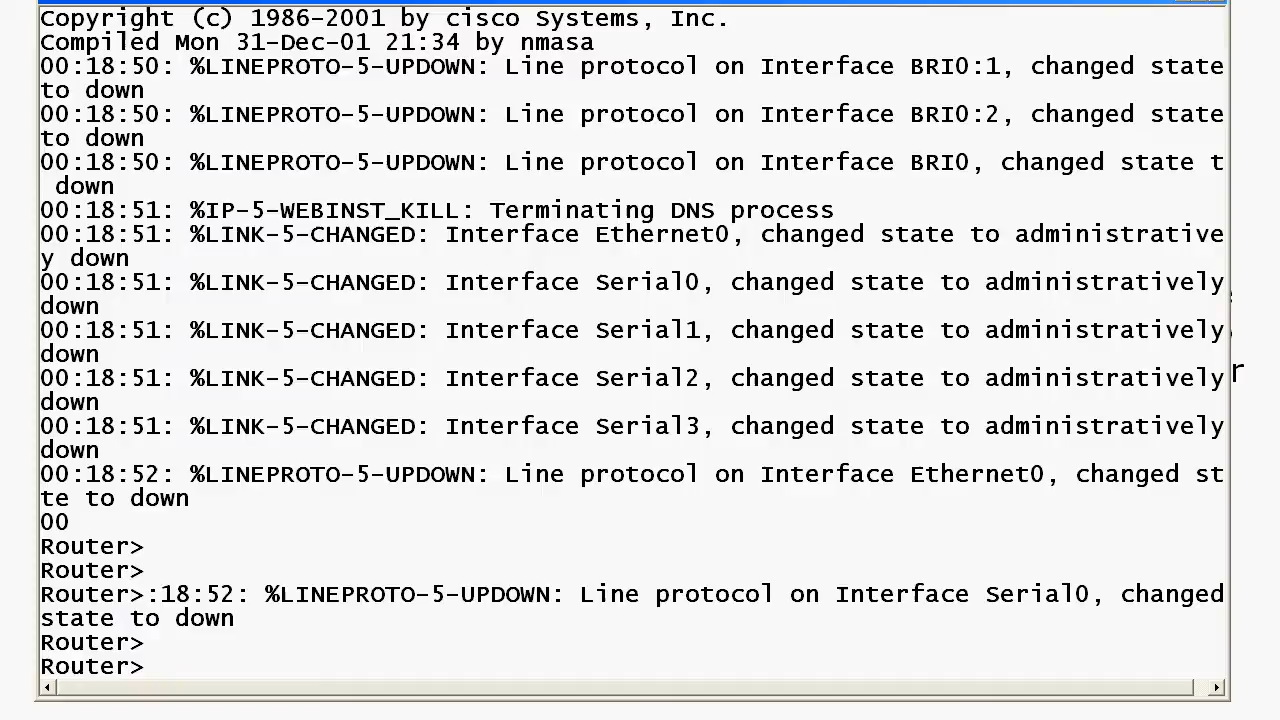 Copyright (c) 1986-2001 by cisco Systems, Inc.
Compiled Mon 31-Dec-01 21:34 by nmasa
00:18:50: %LINEPROTO-5-UPDOWN: Line protocol on Interface BRI0:1, changed state
to down
00:18:50: %LINEPROTO-5-UPDOWN: Line protocol on Interface BRI0:2, changed state
to down
00:18:50: %LINEPROTO-5-UPDOWN: Line protocol on Interface BRI0, changed state t
down
00:18:51: %IP-5-WEBINST_KILL: Terminating DNS process
00:18:51: %LINK-5-CHANGED: Interface Ethernet0, changed state to administrative
y down
00:18:51: %LINK-5-CHANGED: Interface Serial0, changed state to administratively
down
00:18:51: %LINK-5-CHANGED: Interface Serial1, changed state to administratively
down
00:18:51: %LINK-5-CHANGED: Interface Serial2, changed state to administratively
down
00:18:51: %LINK-5-CHANGED: Interface Serial3, changed state to administratively
down
00:18:52: %LINEPROTO-5-UPDOWN: Line protocol on Interface Ethernet0, changed st
te to down
00
Router>
Router>
Router>:18:52: %LINEPROTO-5-UPDOWN: Line protocol on Interface Serial0, changed
state to down
Router>
Router>